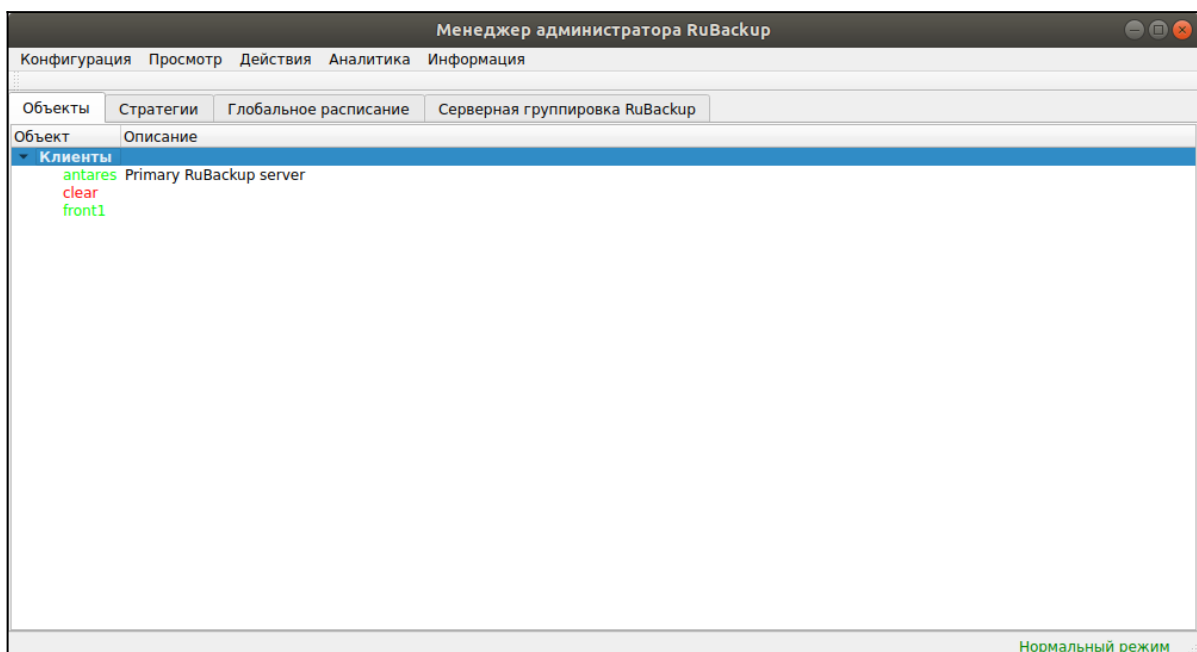 Менеджер администратора RuBackup
Конфигурация Просмотр Действия Аналитика Информация
Объекты Стратегии Глобальное расписание Серверная группировка RuBackup
Объект Описание
Клиенты
antares Primary RuBackup server
clear
front1
Нормальный режим